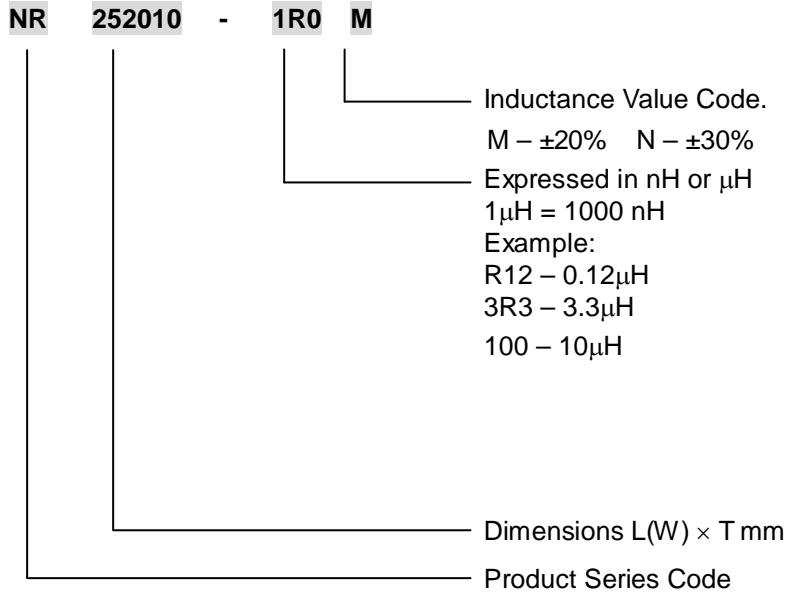 NR 252010 - 1R0 M
Inductance Value Code.
M – ±20% N – ±30%
Expressed in nH or μH
1μH = 1000 nH
Example:
R12 – 0.12μH
3R3 – 3.3μH
100 – 10μH
Dimensions L(W) × T mm
Product Series Code